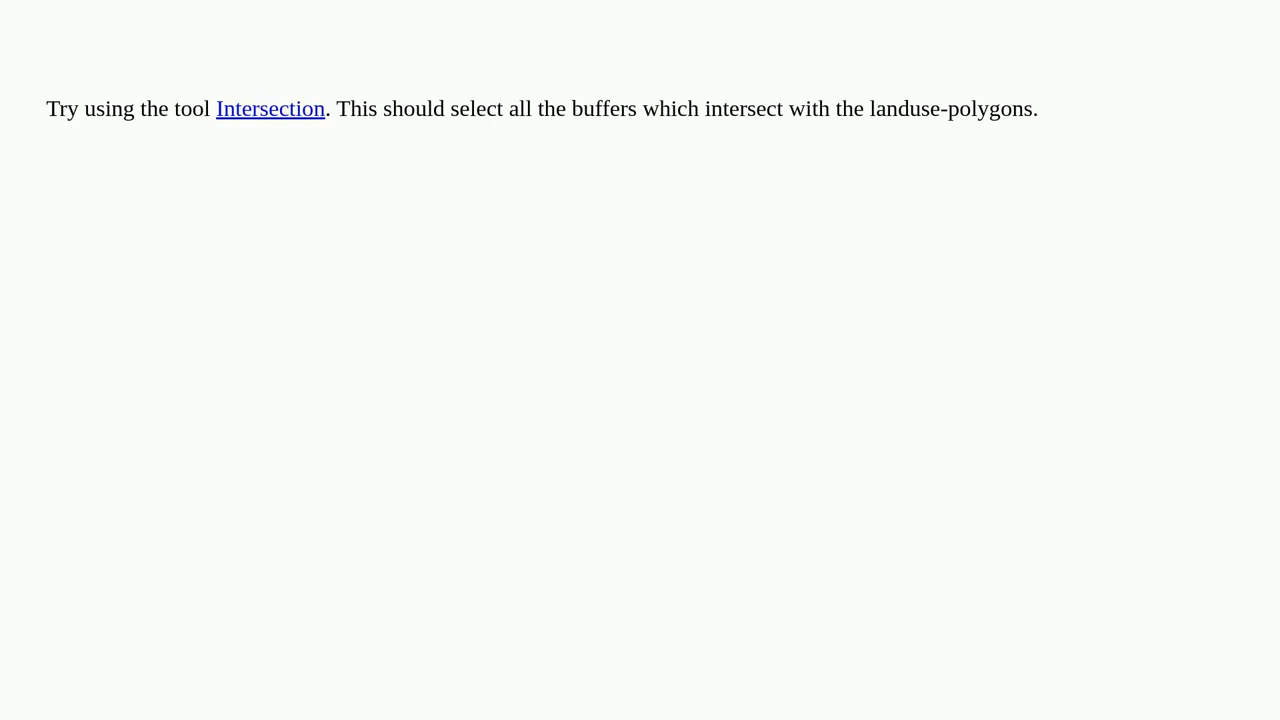 Try using the tool Intersection. This should select all the buffers which intersect with the landuse-polygons.